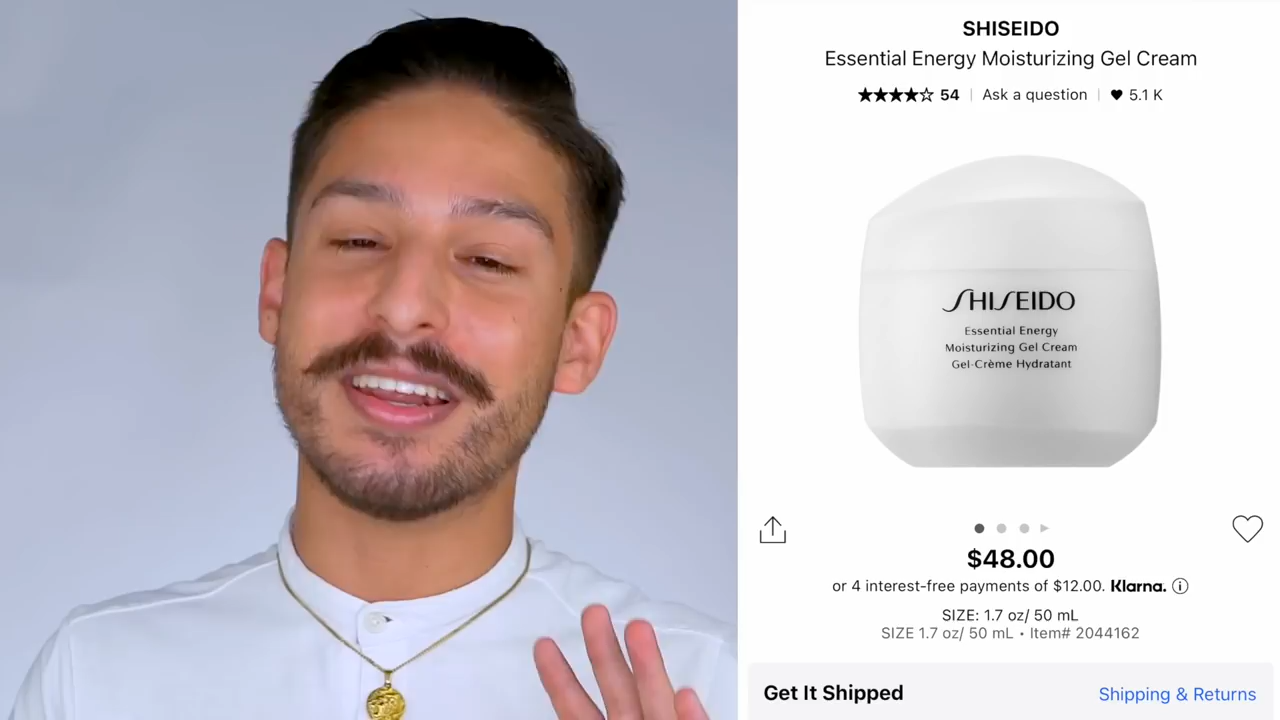 SHISEIDO
Essential Energy Moisturizing Gel Cream
★★★★☆ 54 | Ask a question | ♥ 5.1 K
SHISEIDO
Essential Energy
Moisturizing Gel Cream
Gel-Crème Hydratant
$48.00
or 4 interest-free payments of $12.00. Klarna.
SIZE: 1.7 oz/ 50 mL
SIZE 1.7 oz/ 50 mL • Item# 2044162
Get It Shipped
Shipping & Returns